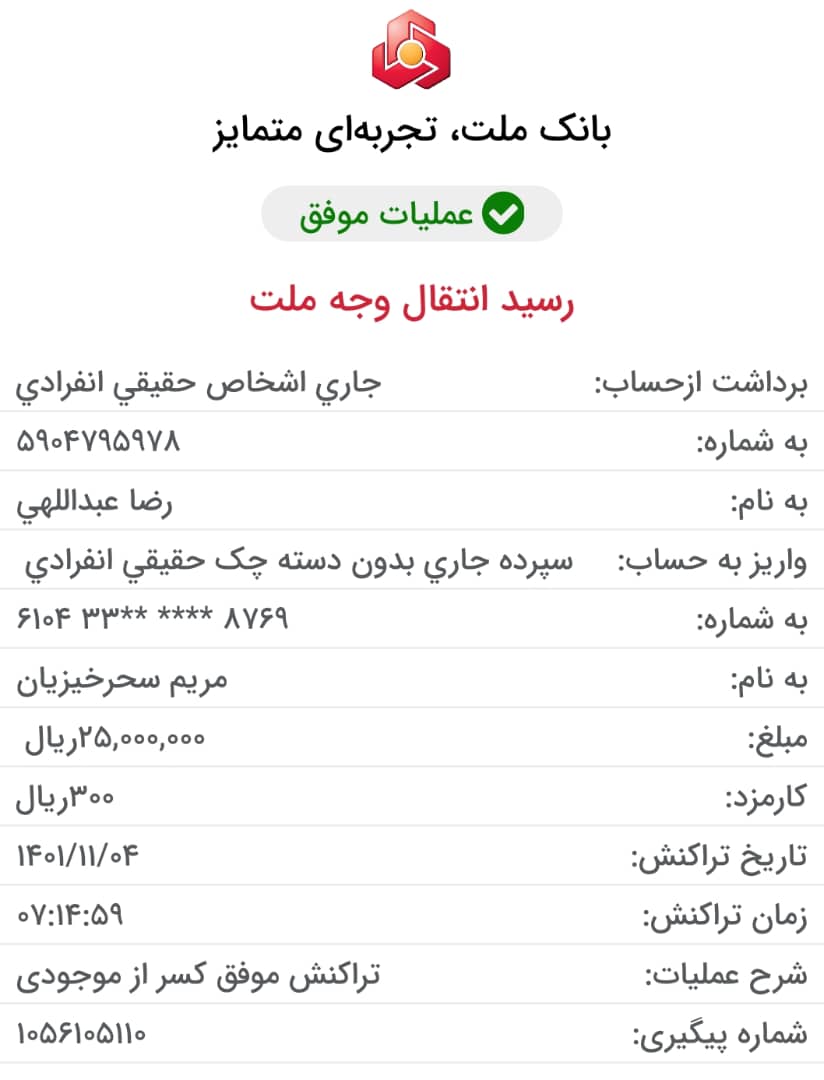 بانک ملت، تجربه‌ای متمایز
عملیات موفق
رسید انتقال وجه ملت
برداشت ازحساب: جاري اشخاص حقيقي انفرادي
به شماره: ۵۹۰۴۷۹۵۹۷۸
به نام: رضا عبداللهي
واریز به حساب: سپرده جاري بدون دسته چک حقيقي انفرادي
به شماره: ۶۱۰۴ ۳۳** **** ۸۷۶۹
به نام: مريم سحرخيزيان
مبلغ: ۲۵,۰۰۰,۰۰۰ریال
کارمزد: ۳۰۰ریال
تاریخ تراکنش: ۱۴۰۱/۱۱/۰۴
زمان تراکنش: ۰۷:۱۴:۵۹
شرح عملیات: تراکنش موفق کسر از موجودی
شماره پیگیری: ۱۰۵۶۱۰۵۱۱۰